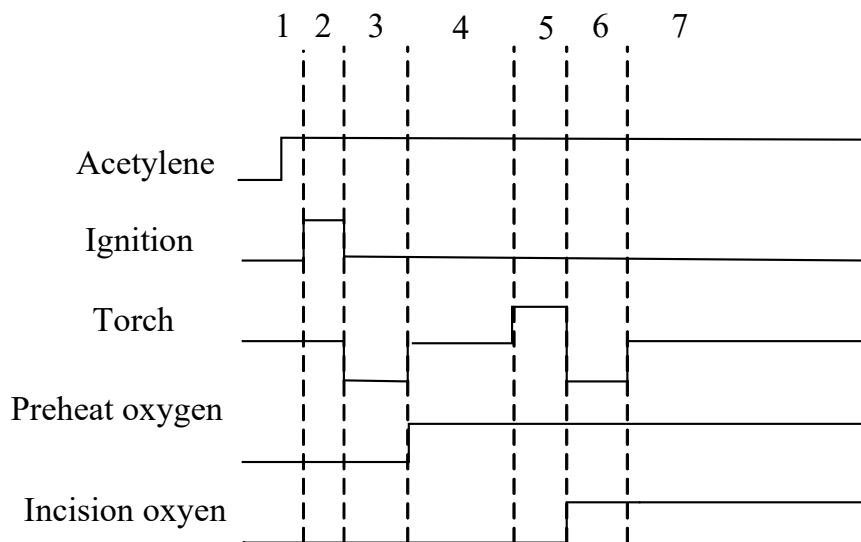 1 2 3 4 5 6 7
Acetylene
Ignition
Torch
Preheat oxygen
Incision oxyen